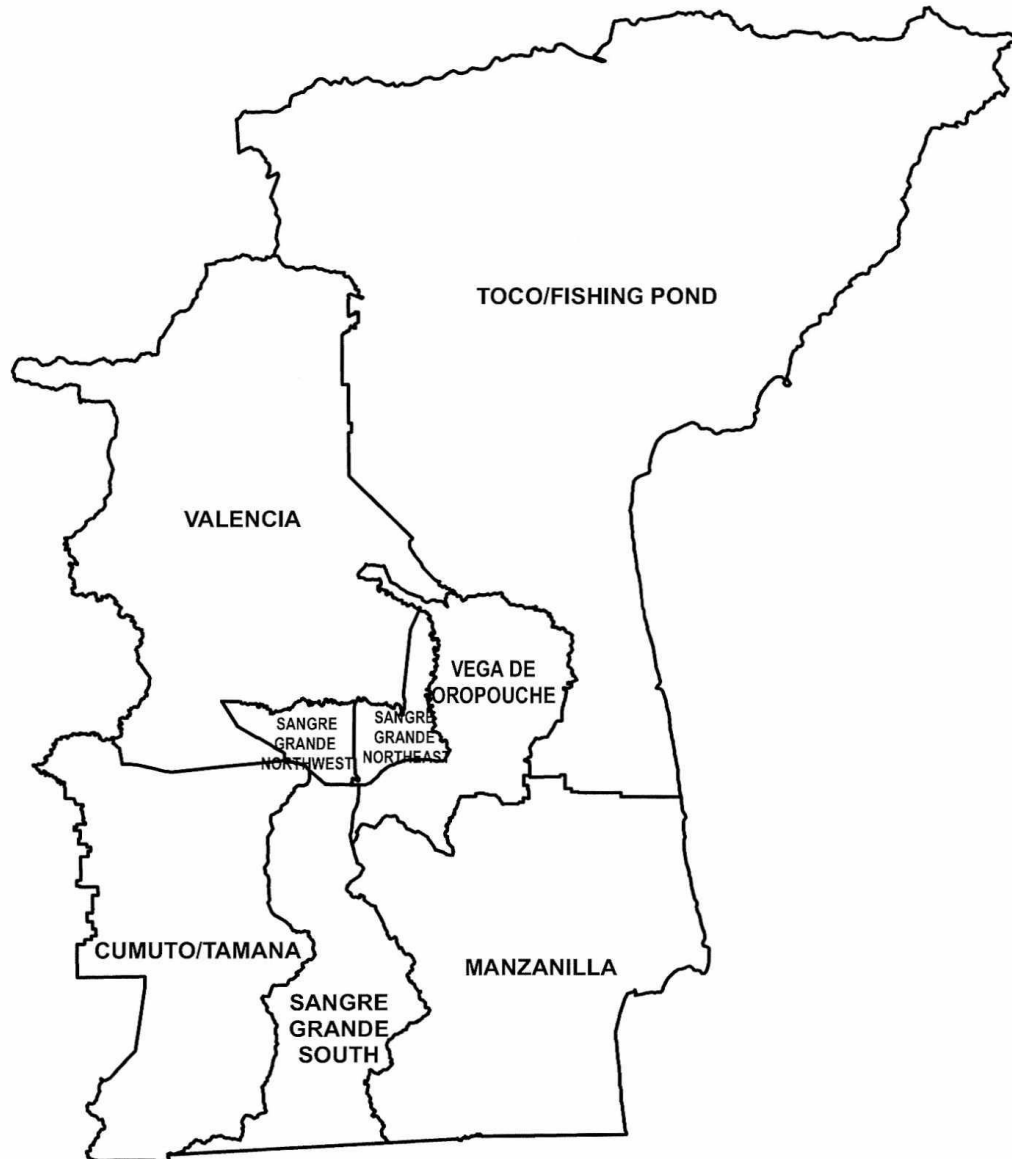 TOCO/FISHING POND
VALENCIA
VEGA DE
OROPOUCHE
SANGRE
GRANDE
NORTHWEST
SANGRE
GRANDE
NORTHEAST
CUMUTO/TAMANA
MANZANILLA
SANGRE
GRANDE
SOUTH